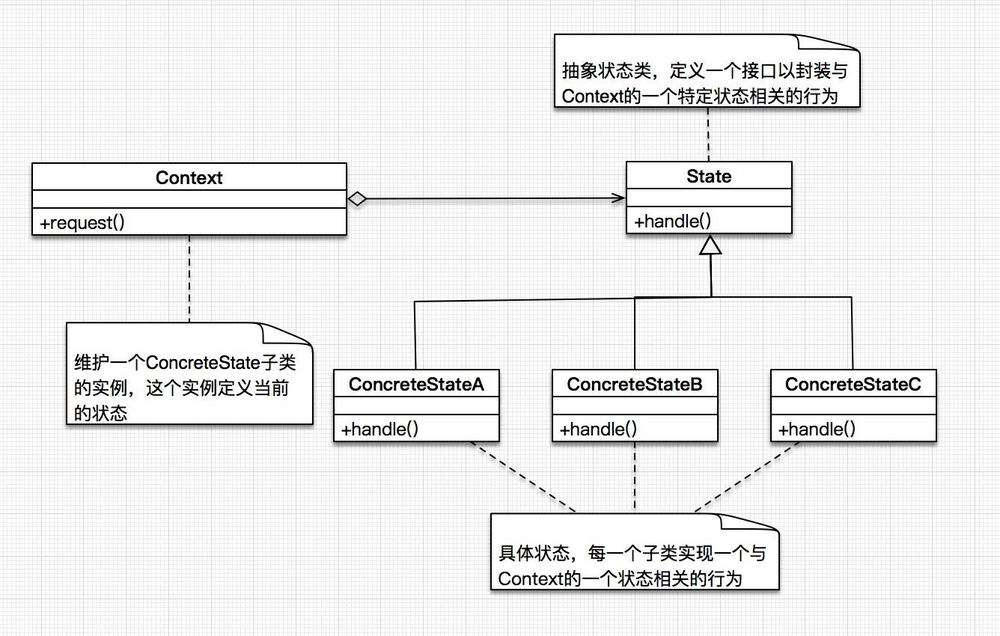 抽象状态类，定义一个接口以封装与
Context的一个特定状态相关的行为
Context
+request()
State
+handle()
维护一个ConcreteState子类
的实例，这个实例定义当前
的状态
ConcreteStateA
+handle()
ConcreteStateB
+handle()
ConcreteStateC
+handle()
具体状态，每一个子类实现一个与
Context的一个状态相关的行为